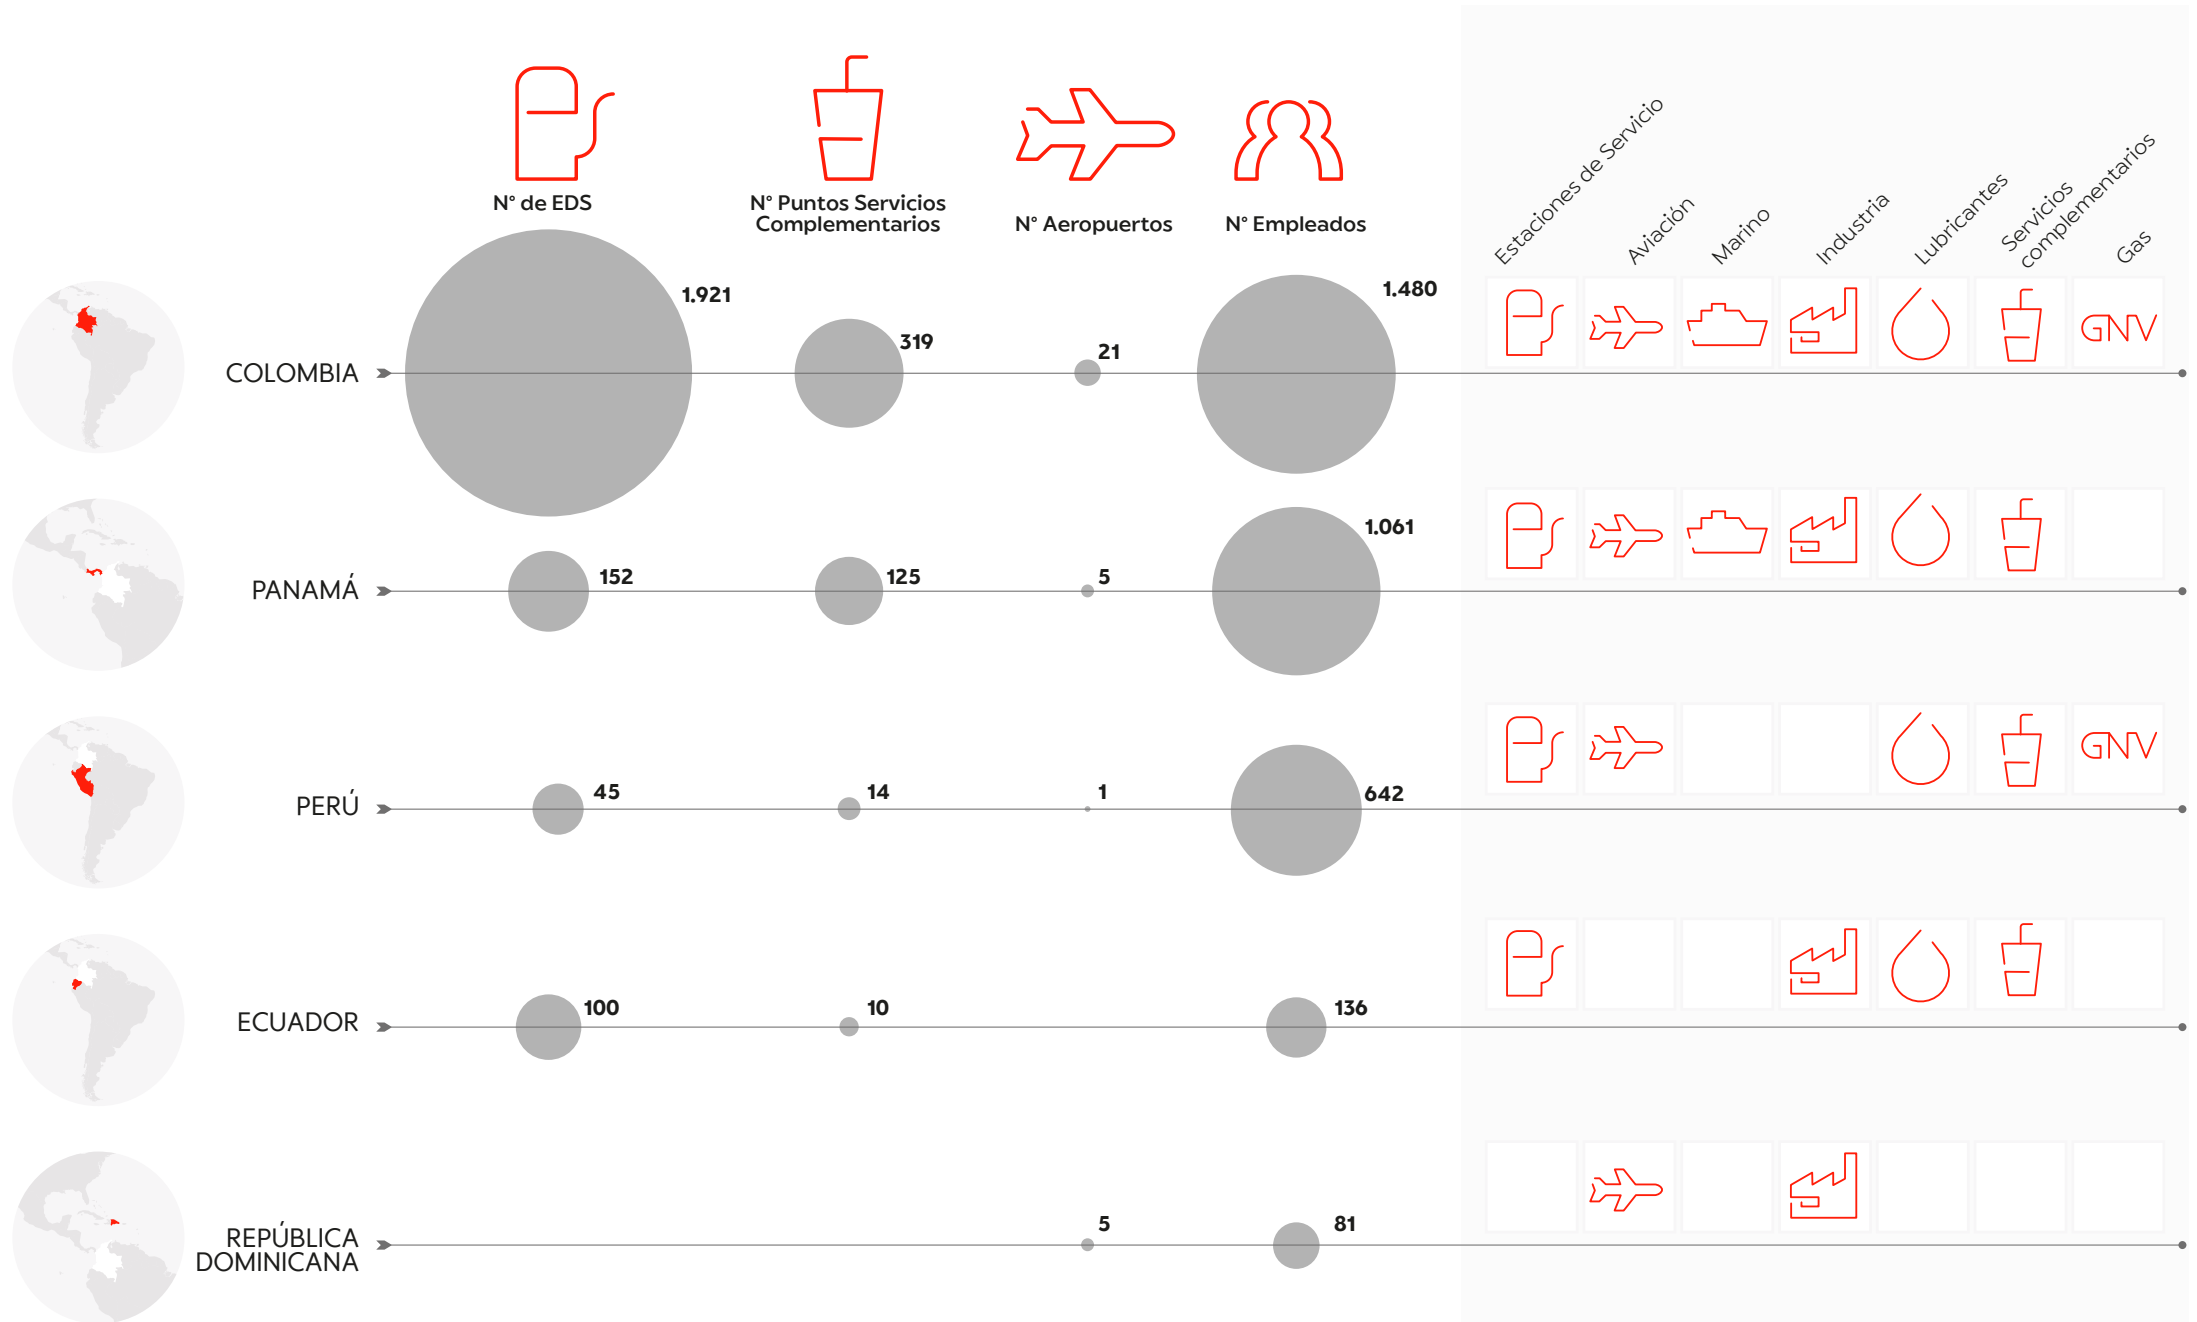 N° de EDS
N° Puntos Servicios
Complementarios
N° Aeropuertos
N° Empleados
Estaciones de Servicio
Aviación
Marino
Industria
Lubricantes
Servicios
complementarios
Gas
COLOMBIA
1.921
319
21
1.480
GNV
PANAMÁ
152
125
5
1.061
PERÚ
45
14
1
642
GNV
ECUADOR
100
10
136
REPÚBLICA
DOMINICANA
5
81